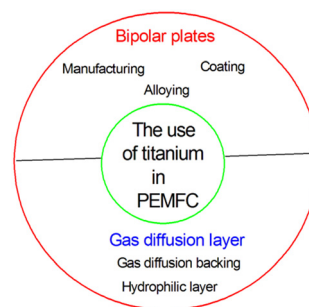 Bipolar plates
Manufacturing
Coating
Alloying
The use
of titanium
in
PEMFC
Gas diffusion layer
Gas diffusion backing
Hydrophilic layer